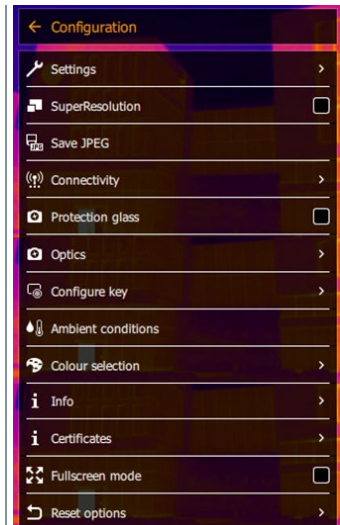 Configuration
Settings
SuperResolution
JPEG
Save JPEG
Connectivity
Protection glass
Optics
Configure key
Ambient conditions
Colour selection
Info
Certificates
Fullscreen mode
Reset options